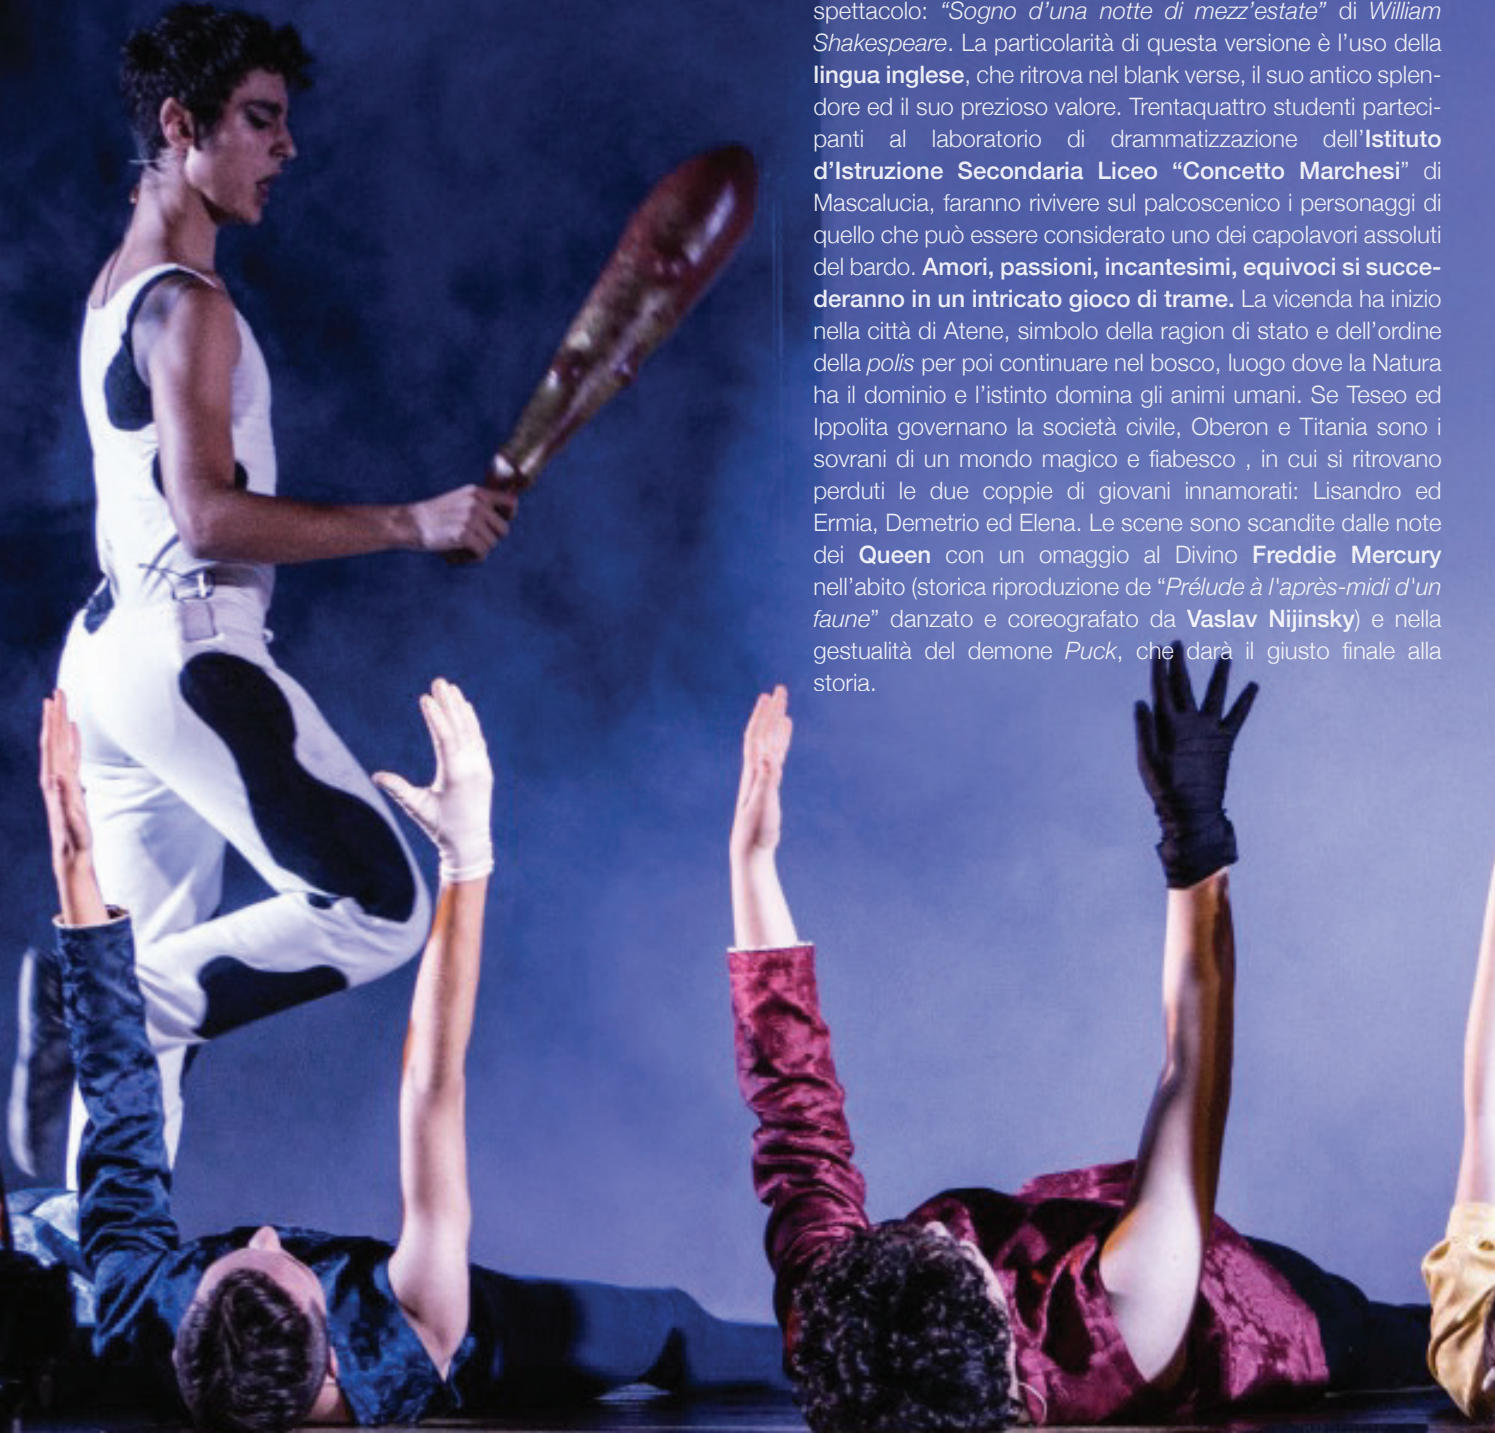 spettacolo: “Sogno d’una notte di mezz’estate” di William
Shakespeare. La particolarità di questa versione è l’uso della
lingua inglese, che ritrova nel blank verse, il suo antico splen-
dore ed il suo prezioso valore. Trentaquattro studenti parteci-
panti al laboratorio di drammatizzazione dell’Istituto
d’Istruzione Secondaria Liceo “Concetto Marchesi” di
Mascalucia, faranno rivivere sul palcoscenico i personaggi di
quello che può essere considerato uno dei capolavori assoluti
del bardo. Amori, passioni, incantesimi, equivoci si succe-
deranno in un intricato gioco di trame. La vicenda ha inizio
nella città di Atene, simbolo della ragion di stato e dell’ordine
della polis per poi continuare nel bosco, luogo dove la Natura
ha il dominio e l’istinto domina gli animi umani. Se Teseo ed
Ippolita governano la società civile, Oberon e Titania sono i
sovrani di un mondo magico e fiabesco , in cui si ritrovano
perduti le due coppie di giovani innamorati: Lisandro ed
Ermia, Demetrio ed Elena. Le scene sono scandite dalle note
dei Queen con un omaggio al Divino Freddie Mercury
nell’abito (storica riproduzione de “Prélude à l'après-midi d'un
faune” danzato e coreografato da Vaslav Nijinsky) e nella
gestualità del demone Puck, che darà il giusto finale alla
storia.